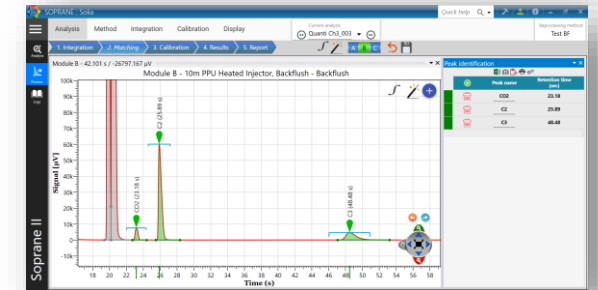 SOPRANE : Solia
Quick help
Analysis Method Integration Calibration Display
Current analysis
Quanti Ch3_003
Reprocessing method
Test BF
1. Integration 2. Matching 3. Calibration 4. Results 5. Report
A B C
Analysis
Process
Logs
Soprane II
Module B - 42.101 s / -26797.167 µV
Module B - 10m PPU Heated Injector, Backflush - Backflush
Signal [µV]
100k
90k
80k
70k
60k
50k
40k
30k
20k
10k
0
-10k
CO2 (23.18 s)
C2 (25.89 s)
C3 (48.48 s)
18 20 22 24 26 28 30 32 34 36 38 40 42 44 46 48 50 52 54 56 58
Time (s)
Peak identification
Peak name Retention time (sec)
CO2 23.18
C2 25.89
C3 48.48